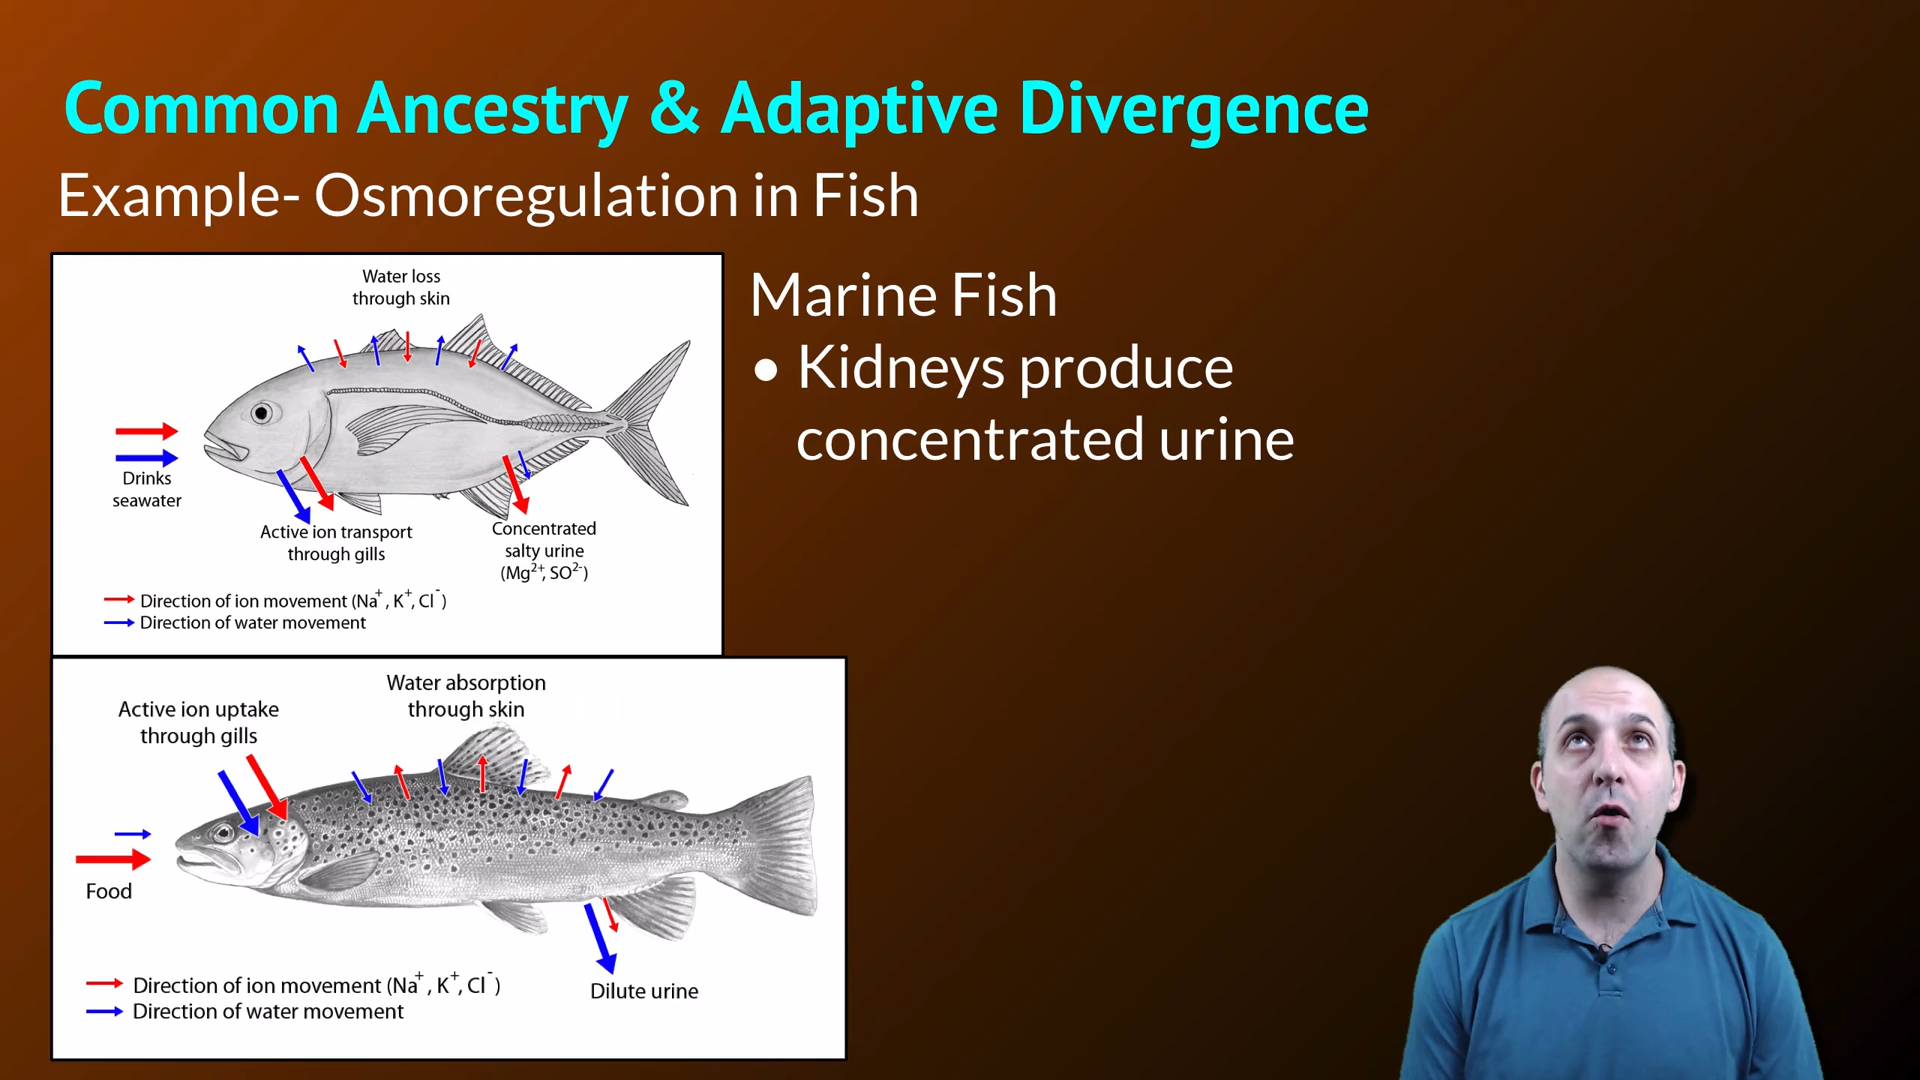 Common Ancestry & Adaptive Divergence
Example- Osmoregulation in Fish
Water loss
through skin
Drinks
seawater
Active ion transport
through gills
Concentrated
salty urine
(Mg²⁺, SO²⁻)
Direction of ion movement (Na⁺, K⁺, Cl⁻)
Direction of water movement
Marine Fish
• Kidneys produce
concentrated urine
Water absorption
through skin
Active ion uptake
through gills
Food
Dilute urine
Direction of ion movement (Na⁺, K⁺, Cl⁻)
Direction of water movement